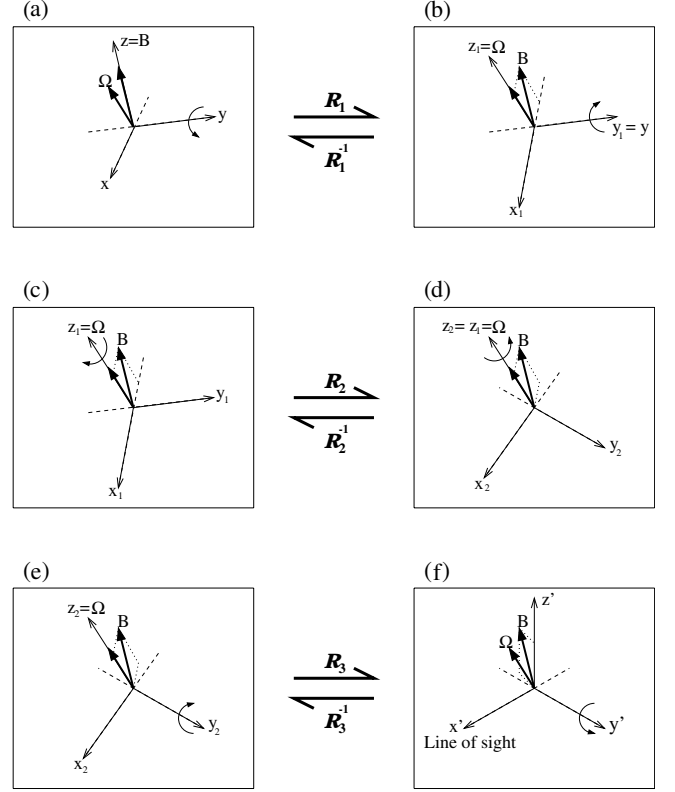 (a)
(b)
z=B
Ω
y
x
R₁
R₁⁻¹
z₁=Ω
B
y₁ = y
x₁
(c)
(d)
z₁=Ω
B
y₁
x₁
R₂
R₂⁻¹
z₂= z₁=Ω
B
y₂
x₂
(e)
(f)
z₂=Ω
B
y₂
x₂
R₃
R₃⁻¹
z'
B
Ω
x'
y'
Line of sight